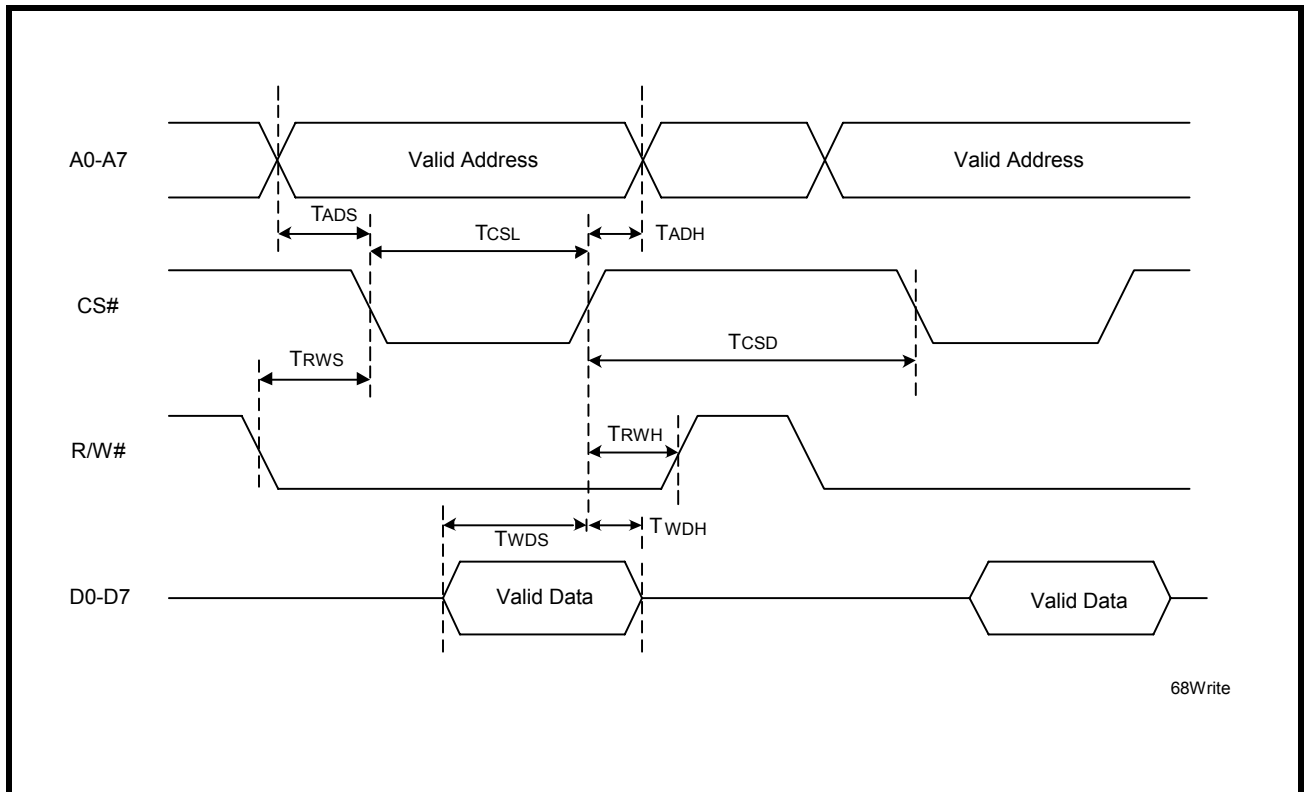 A0-A7
Valid Address
Valid Address
TADS
TCSL
TADH
CS#
TCSD
TRWS
R/W#
TRWH
TWDS
TWDH
D0-D7
Valid Data
Valid Data
68Write